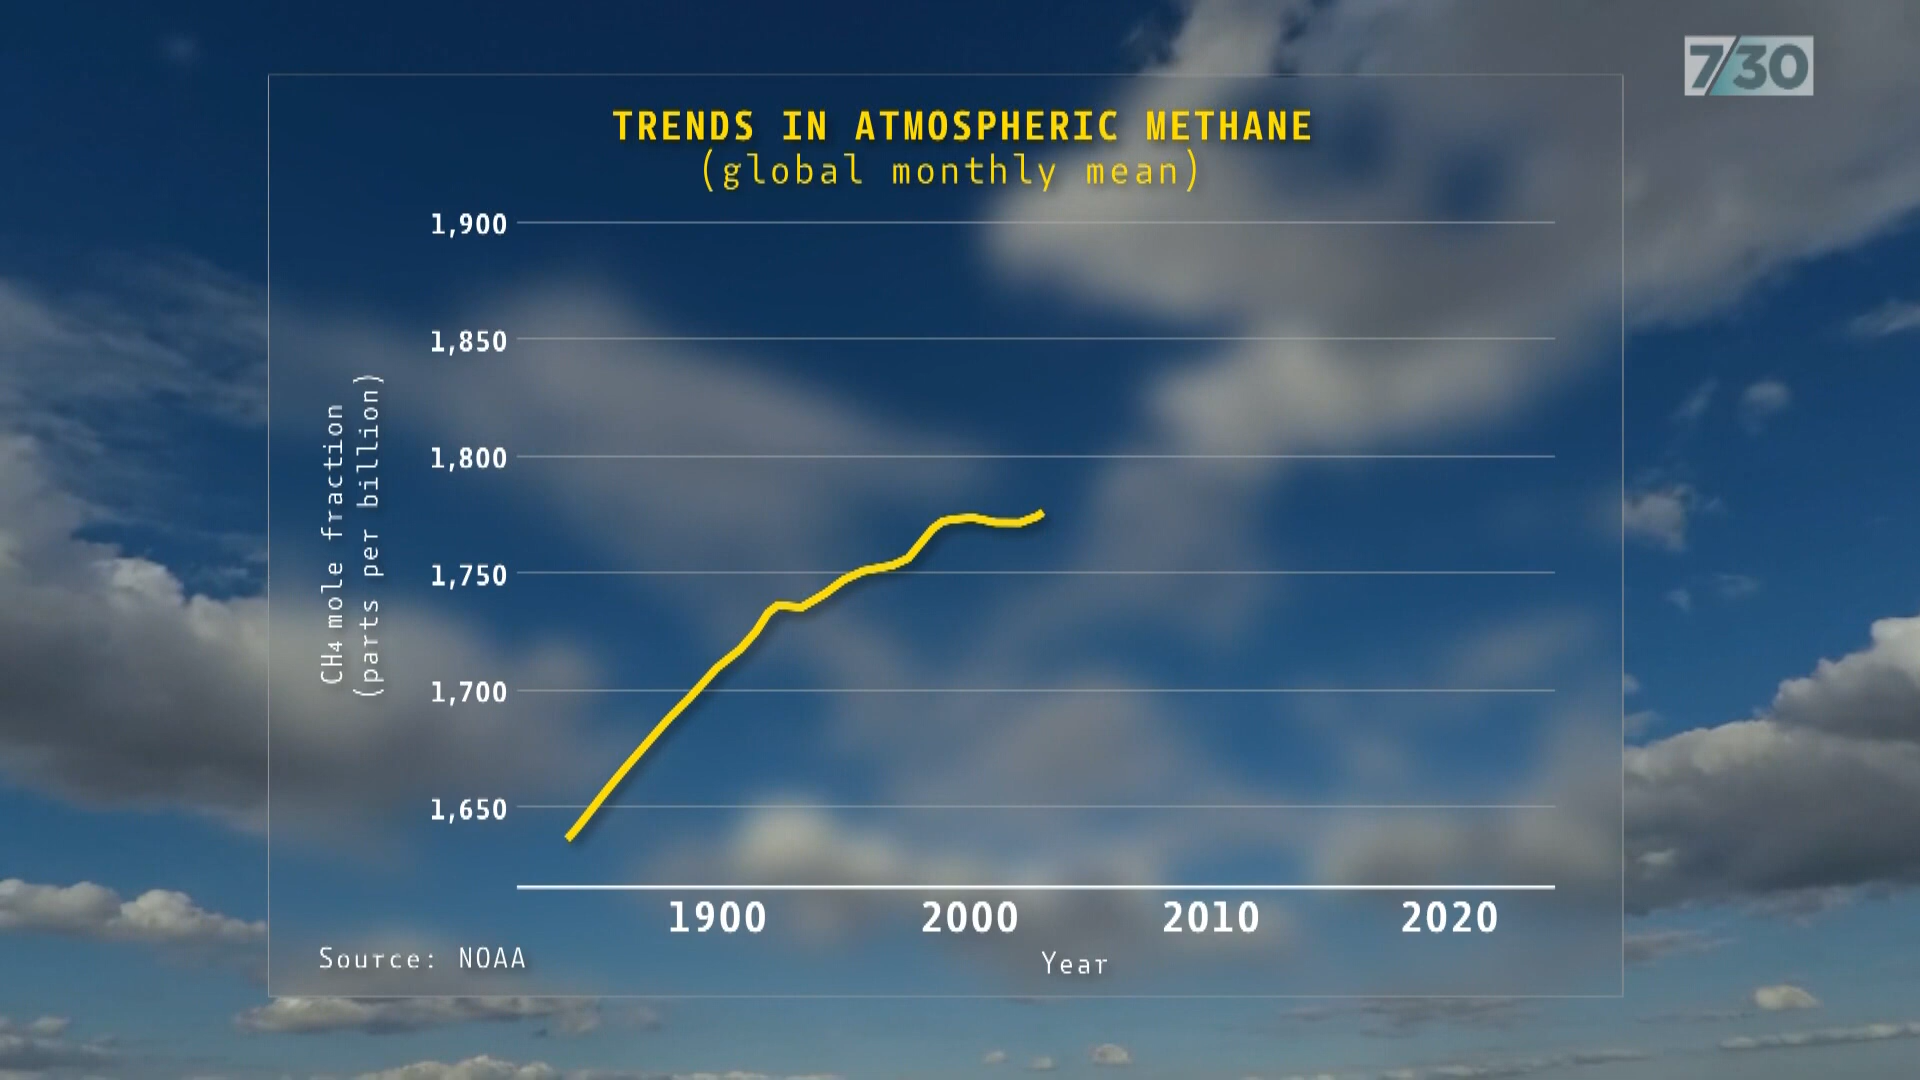 7/30
TRENDS IN ATMOSPHERIC METHANE
(global monthly mean)
1,900
1,850
1,800
1,750
1,700
1,650
CH₄ mole fraction
(parts per billion)
1900 2000 2010 2020
Year
Source: NOAA